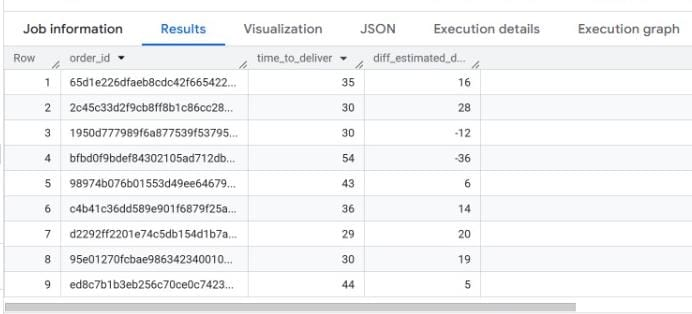 Job information Results Visualization JSON Execution details Execution graph
Row order_id time_to_deliver diff_estimated_d...
1 65d1e226dfaeb8cdc42f665422... 35 16
2 2c45c33d2f9cb8ff8b1c86cc28... 30 28
3 1950d777989f6a877539f53795... 30 -12
4 bfbd0f9bdef84302105ad712db... 54 -36
5 98974b076b01553d49ee64679... 43 6
6 c4b41c36dd589e901f6879f25a... 36 14
7 d2292ff2201e74c5db154d1b7a... 29 20
8 95e01270fcbae986342340010... 30 19
9 ed8c7b1b3eb256c70ce0c7423... 44 5